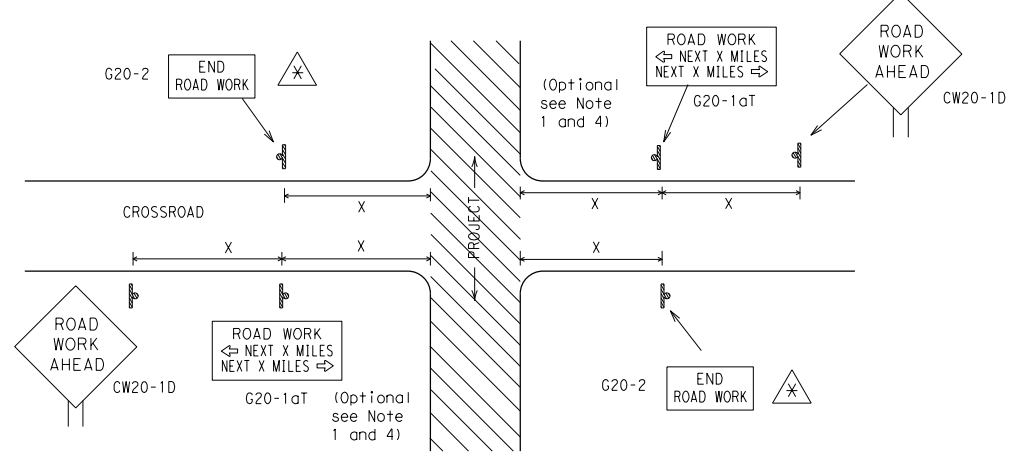 G20-2
END
ROAD WORK
*
(Optional
see Note
1 and 4)
ROAD WORK
⇦ NEXT X MILES
NEXT X MILES ⇨
G20-1aT
ROAD
WORK
AHEAD
CW20-1D
X
X
X
CROSSROAD
PROJECT
X
X
X
ROAD
WORK
AHEAD
CW20-1D
ROAD WORK
⇦ NEXT X MILES
NEXT X MILES ⇨
G20-1aT
(Optional
see Note
1 and 4)
G20-2
END
ROAD WORK
*